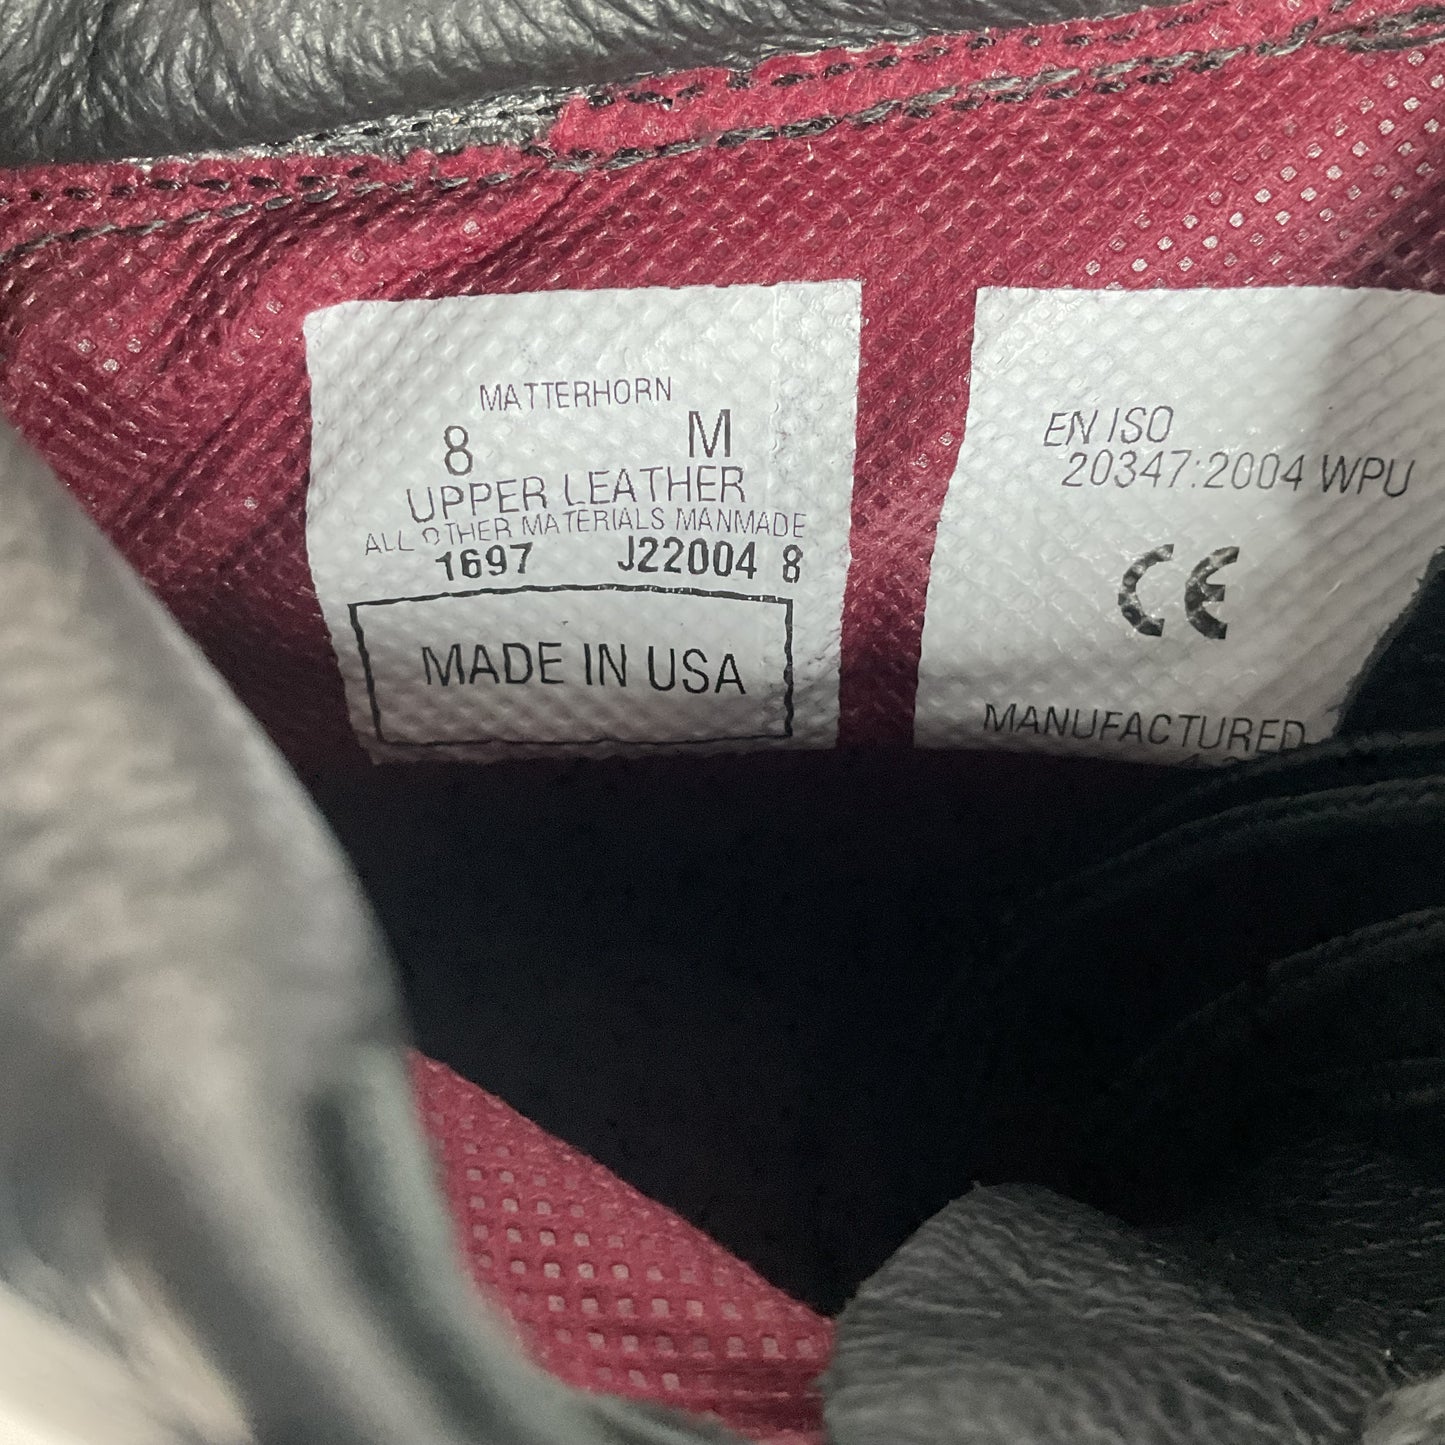 MATTERHORN
8 M
UPPER LEATHER
ALL OTHER MATERIALS MANMADE
1697 J22004 8
MADE IN USA
EN ISO
20347:2004 WPU
CE
MANUFACTURED